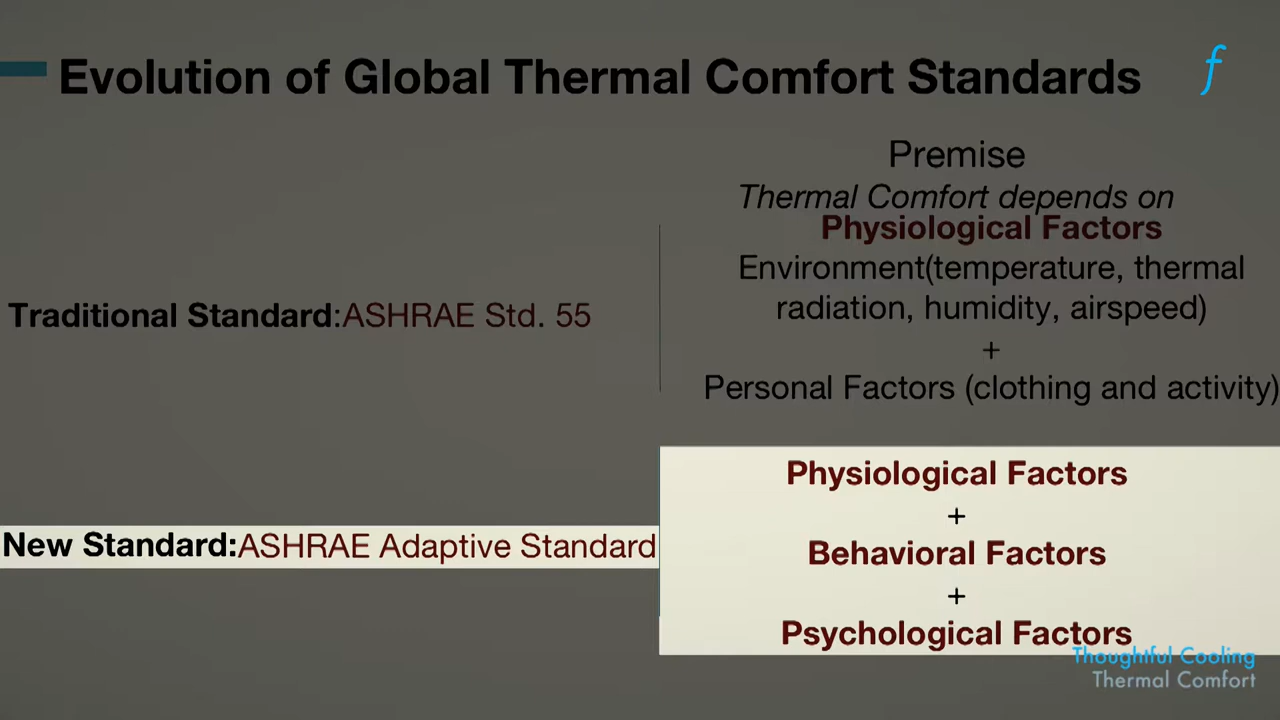 Evolution of Global Thermal Comfort Standards
f
Premise
Thermal Comfort depends on
Physiological Factors
Environment(temperature, thermal
radiation, humidity, airspeed)
+
Personal Factors (clothing and activity)
Traditional Standard:ASHRAE Std. 55
New Standard:ASHRAE Adaptive Standard
Physiological Factors
+
Behavioral Factors
+
Psychological Factors
Thoughtful Cooling
Thermal Comfort